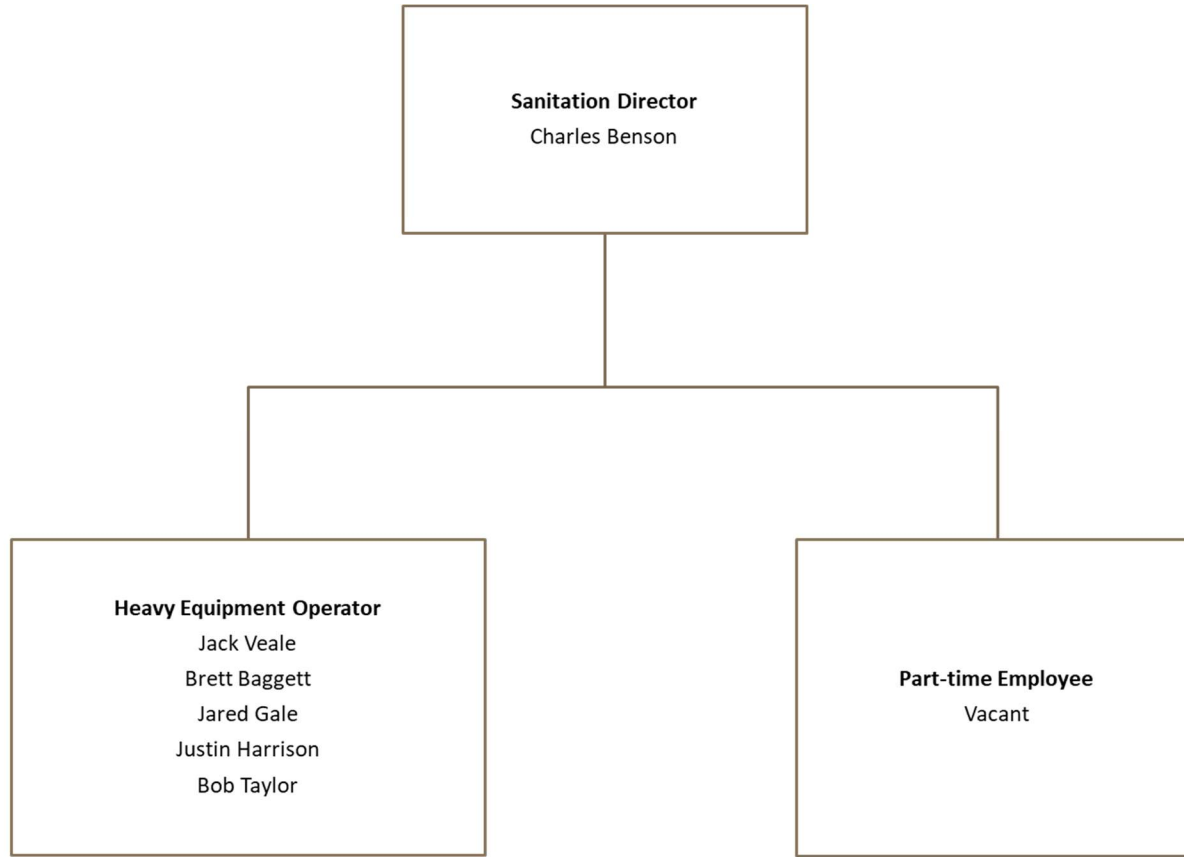 Sanitation Director
Charles Benson
Heavy Equipment Operator
Jack Veale
Brett Baggett
Jared Gale
Justin Harrison
Bob Taylor
Part-time Employee
Vacant